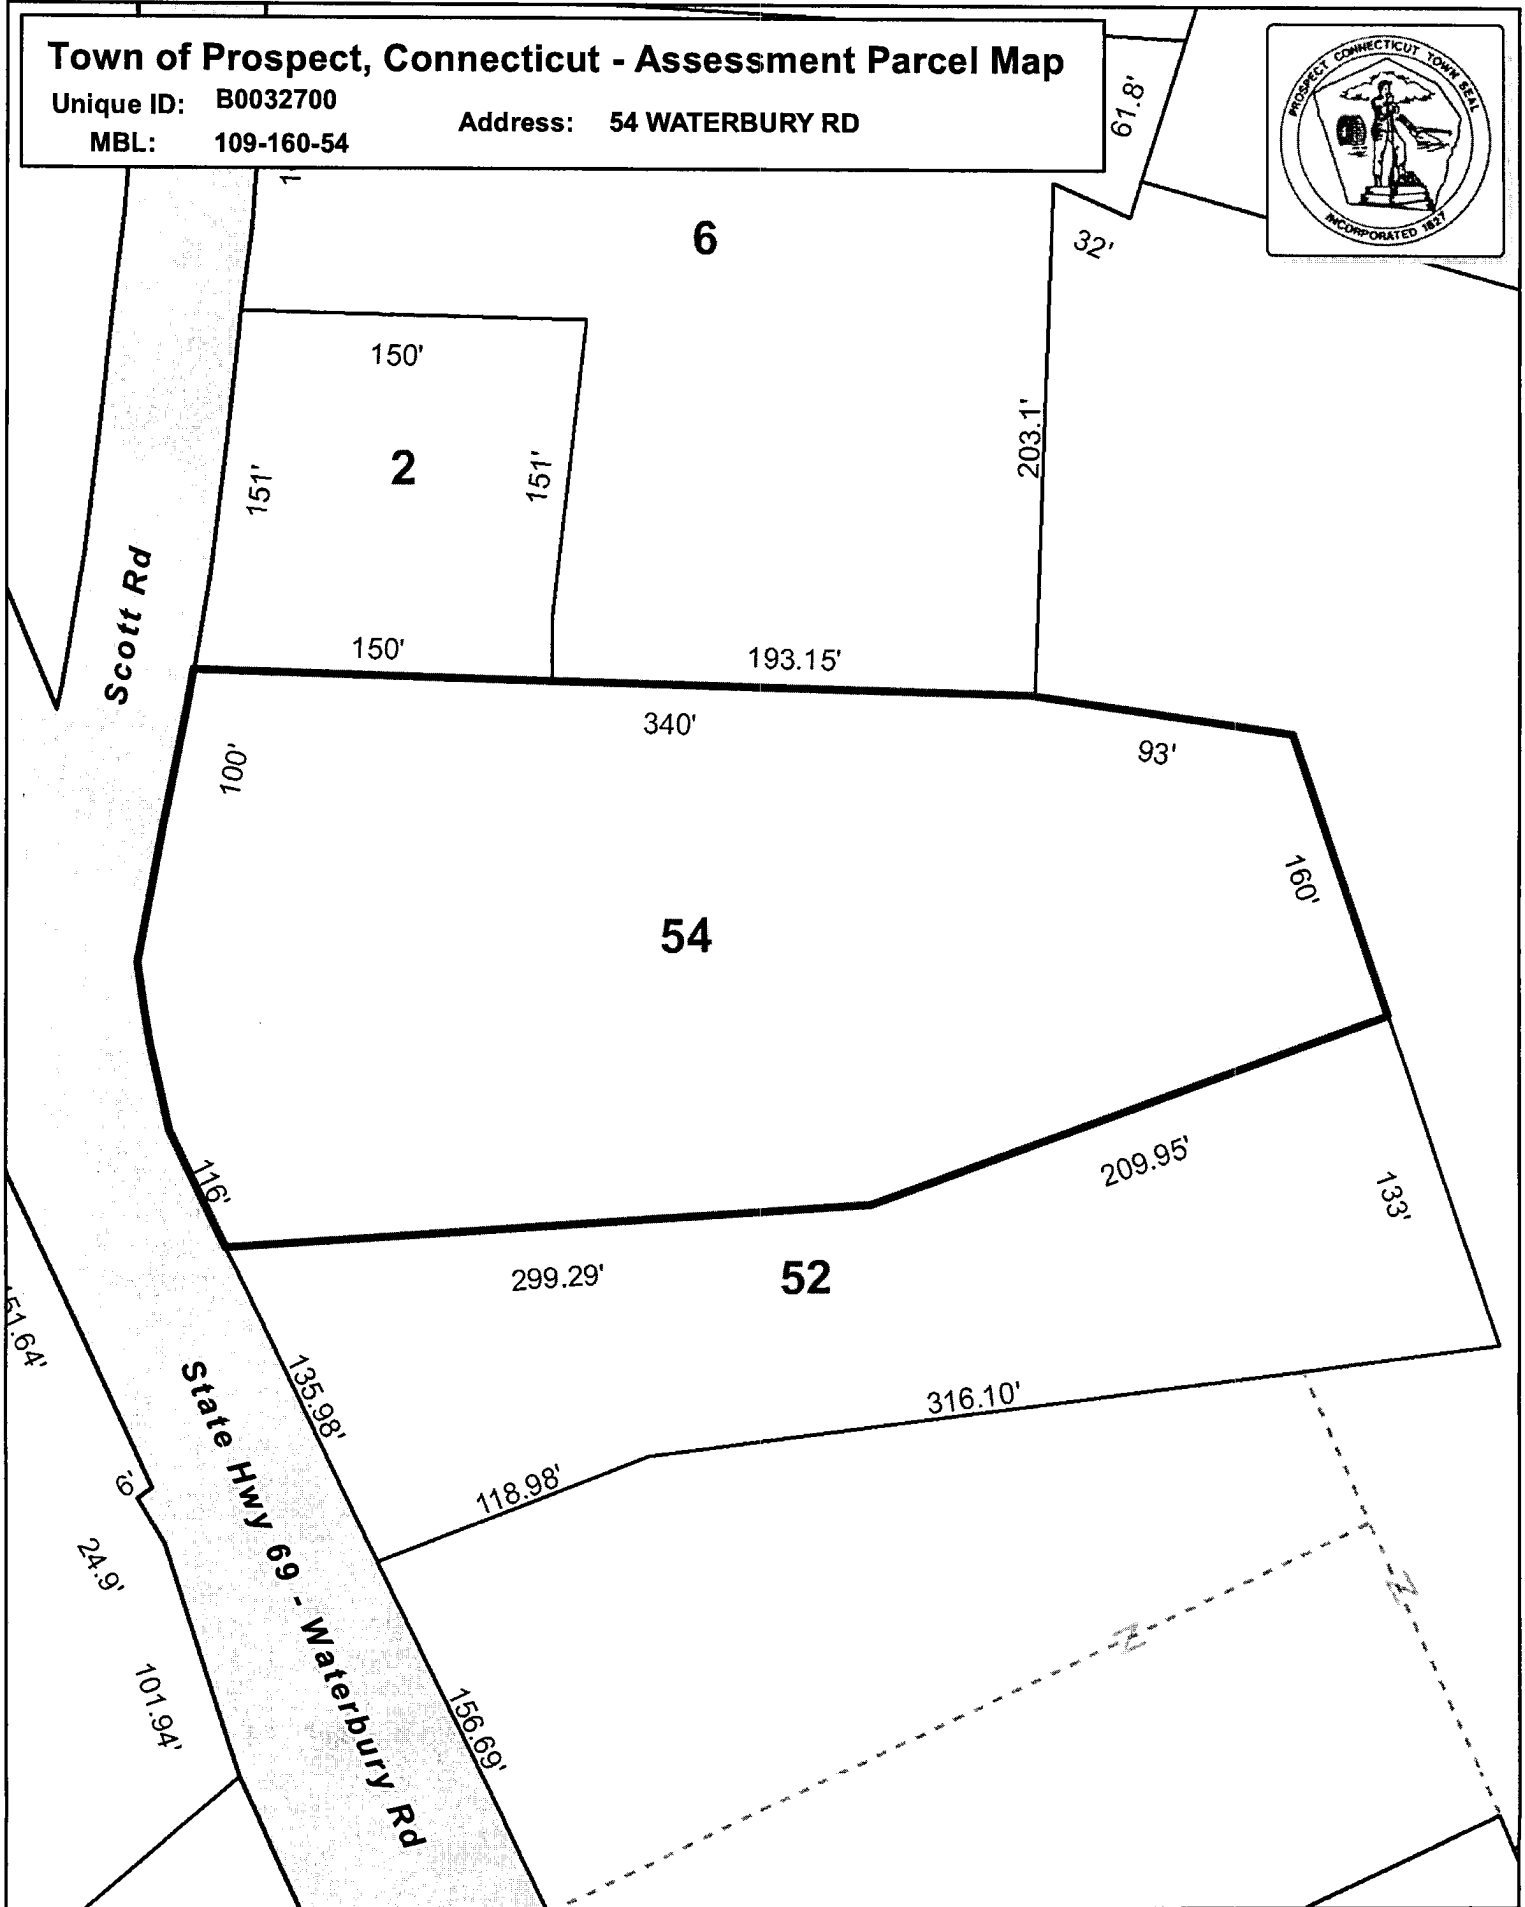 Town of Prospect, Connecticut - Assessment Parcel Map
Unique ID: B0032700
MBL: 109-160-54
Address: 54 WATERBURY RD
PROSPECT CONNECTICUT TOWN SEAL
INCORPORATED 1827
61.8'
6
32'
150'
203.1'
151'
2
151'
Scott Rd
150'
193.15'
340'
93'
100'
160'
54
116'
209.95'
133'
299.29'
52
135.98'
316.10'
118.98'
State Hwy 69 - Waterbury Rd
24.9'
101.94'
156.69'
Z
Z